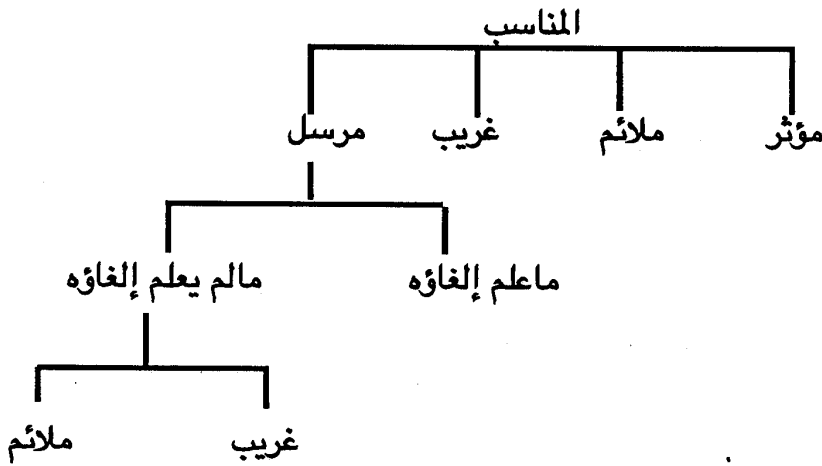 المناسب
مؤثر ملائم غريب مرسل
ماعلم إلغاؤه مالم يعلم إلغاؤه
غريب ملائم